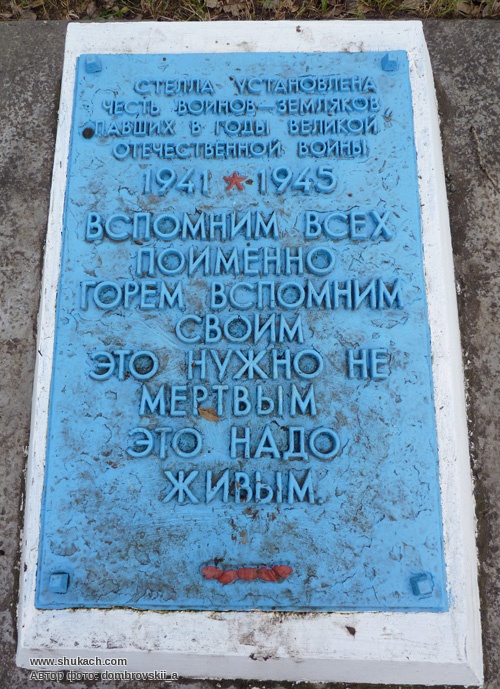 СТЕЛЛА УСТАНОВЛЕНА
ЧЕСТЬ ВОИНОВ—ЗЕМЛЯКОВ
ПАВШИХ В ГОДЫ ВЕЛИКОЙ
ОТЕЧЕСТВЕННОЙ ВОЙНЫ
1941 ★ 1945
ВСПОМНИМ ВСЕХ
ПОИМЕННО
ГОРЕМ ВСПОМНИМ
СВОИМ
ЭТО НУЖНО НЕ
МЕРТВЫМ
ЭТО НАДО
ЖИВЫМ
www.shukach.com
Автор фото: dombrovskii_a